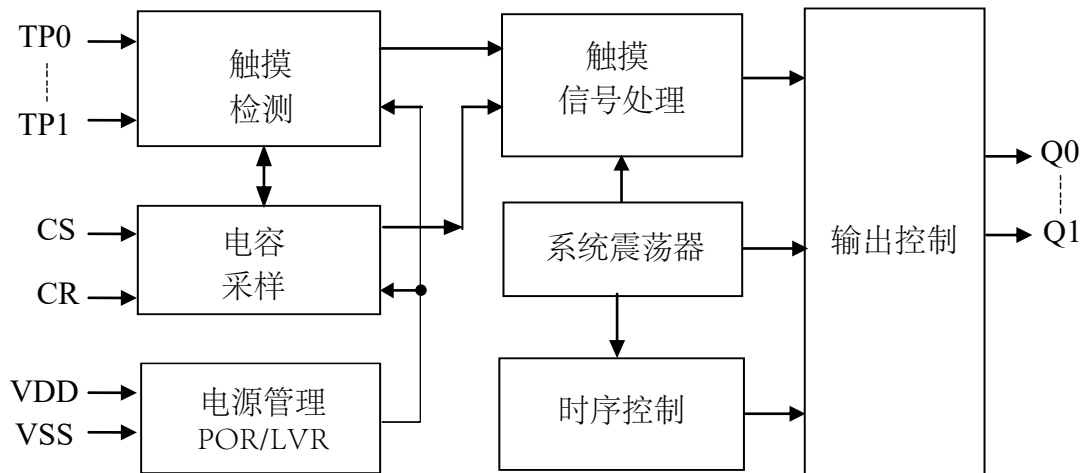 TP0
TP1
触摸
检测
触摸
信号处理
CS
CR
电容
采样
系统震荡器
输出控制
Q0
Q1
VDD
VSS
电源管理
POR/LVR
时序控制